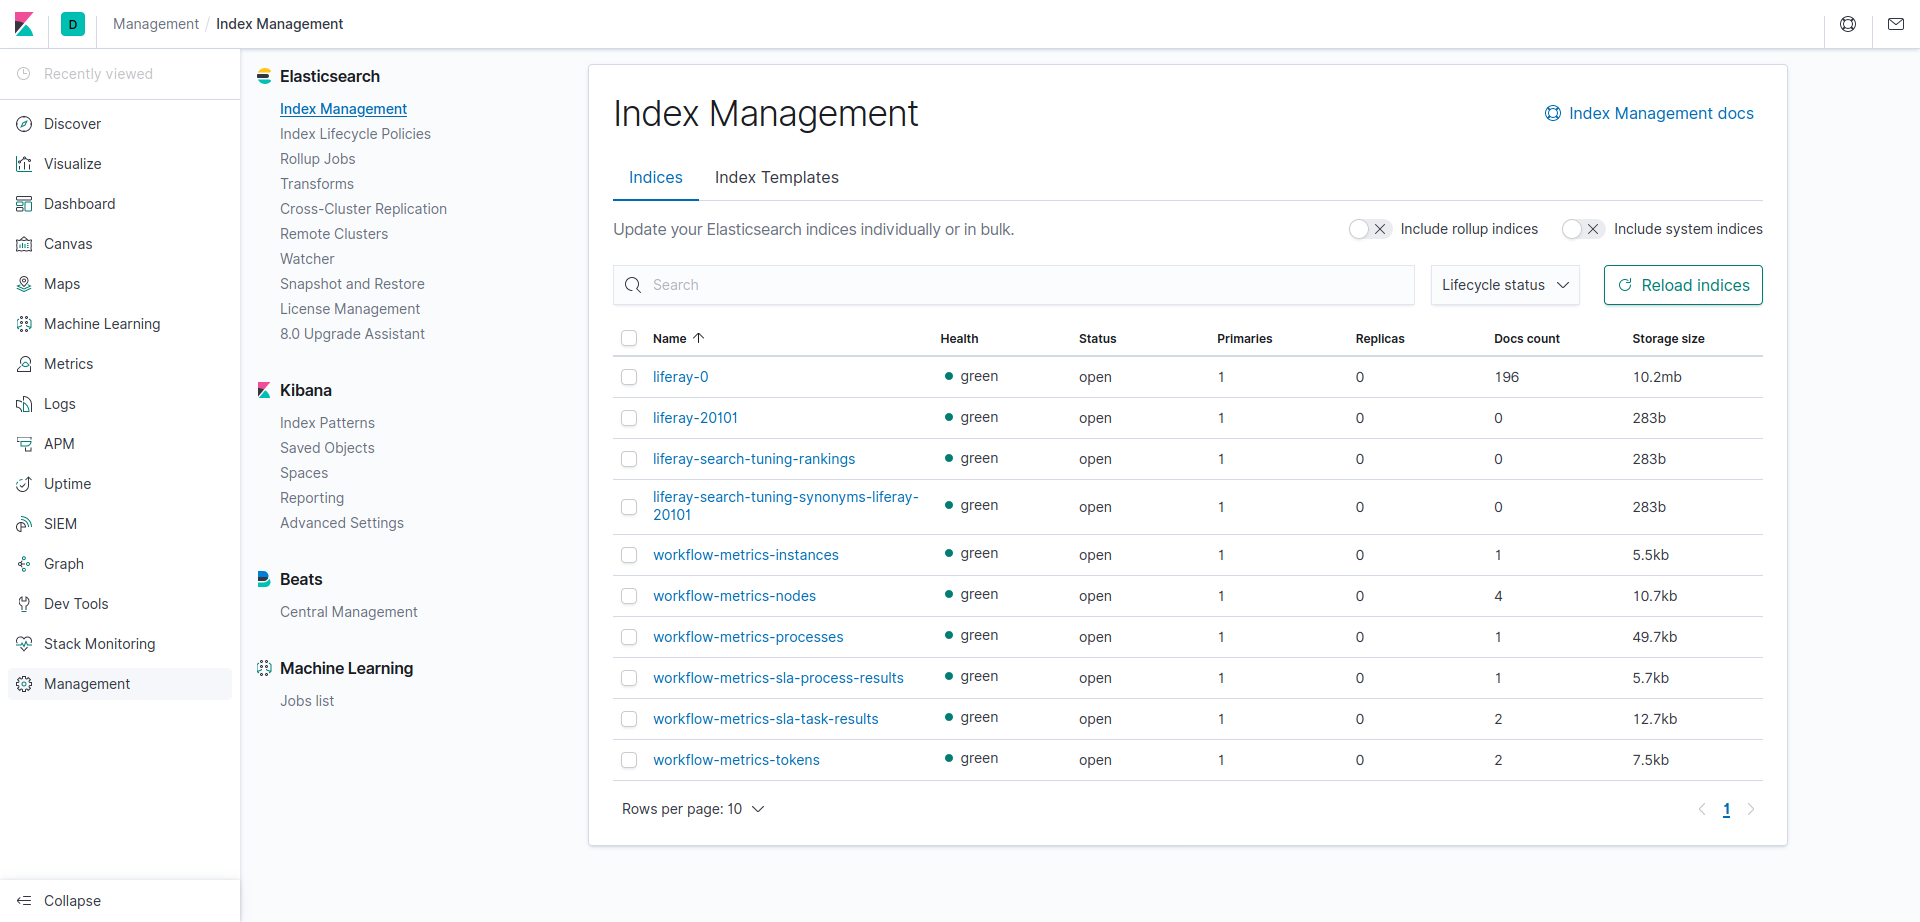 D Management / Index Management
Recently viewed
Discover
Visualize
Dashboard
Canvas
Maps
Machine Learning
Metrics
Logs
APM
Uptime
SIEM
Graph
Dev Tools
Stack Monitoring
Management
Collapse
Elasticsearch
Index Management
Index Lifecycle Policies
Rollup Jobs
Transforms
Cross-Cluster Replication
Remote Clusters
Watcher
Snapshot and Restore
License Management
8.0 Upgrade Assistant
Kibana
Index Patterns
Saved Objects
Spaces
Reporting
Advanced Settings
Beats
Central Management
Machine Learning
Jobs list
Index Management
Index Management docs
Indices Index Templates
Update your Elasticsearch indices individually or in bulk.
Include rollup indices Include system indices
Search Lifecycle status Reload indices
Name Health Status Primaries Replicas Docs count Storage size
liferay-0 green open 1 0 196 10.2mb
liferay-20101 green open 1 0 0 283b
liferay-search-tuning-rankings green open 1 0 0 283b
liferay-search-tuning-synonyms-liferay-
20101 green open 1 0 0 283b
workflow-metrics-instances green open 1 0 1 5.5kb
workflow-metrics-nodes green open 1 0 4 10.7kb
workflow-metrics-processes green open 1 0 1 49.7kb
workflow-metrics-sla-process-results green open 1 0 1 5.7kb
workflow-metrics-sla-task-results green open 1 0 2 12.7kb
workflow-metrics-tokens green open 1 0 2 7.5kb
Rows per page: 10
1